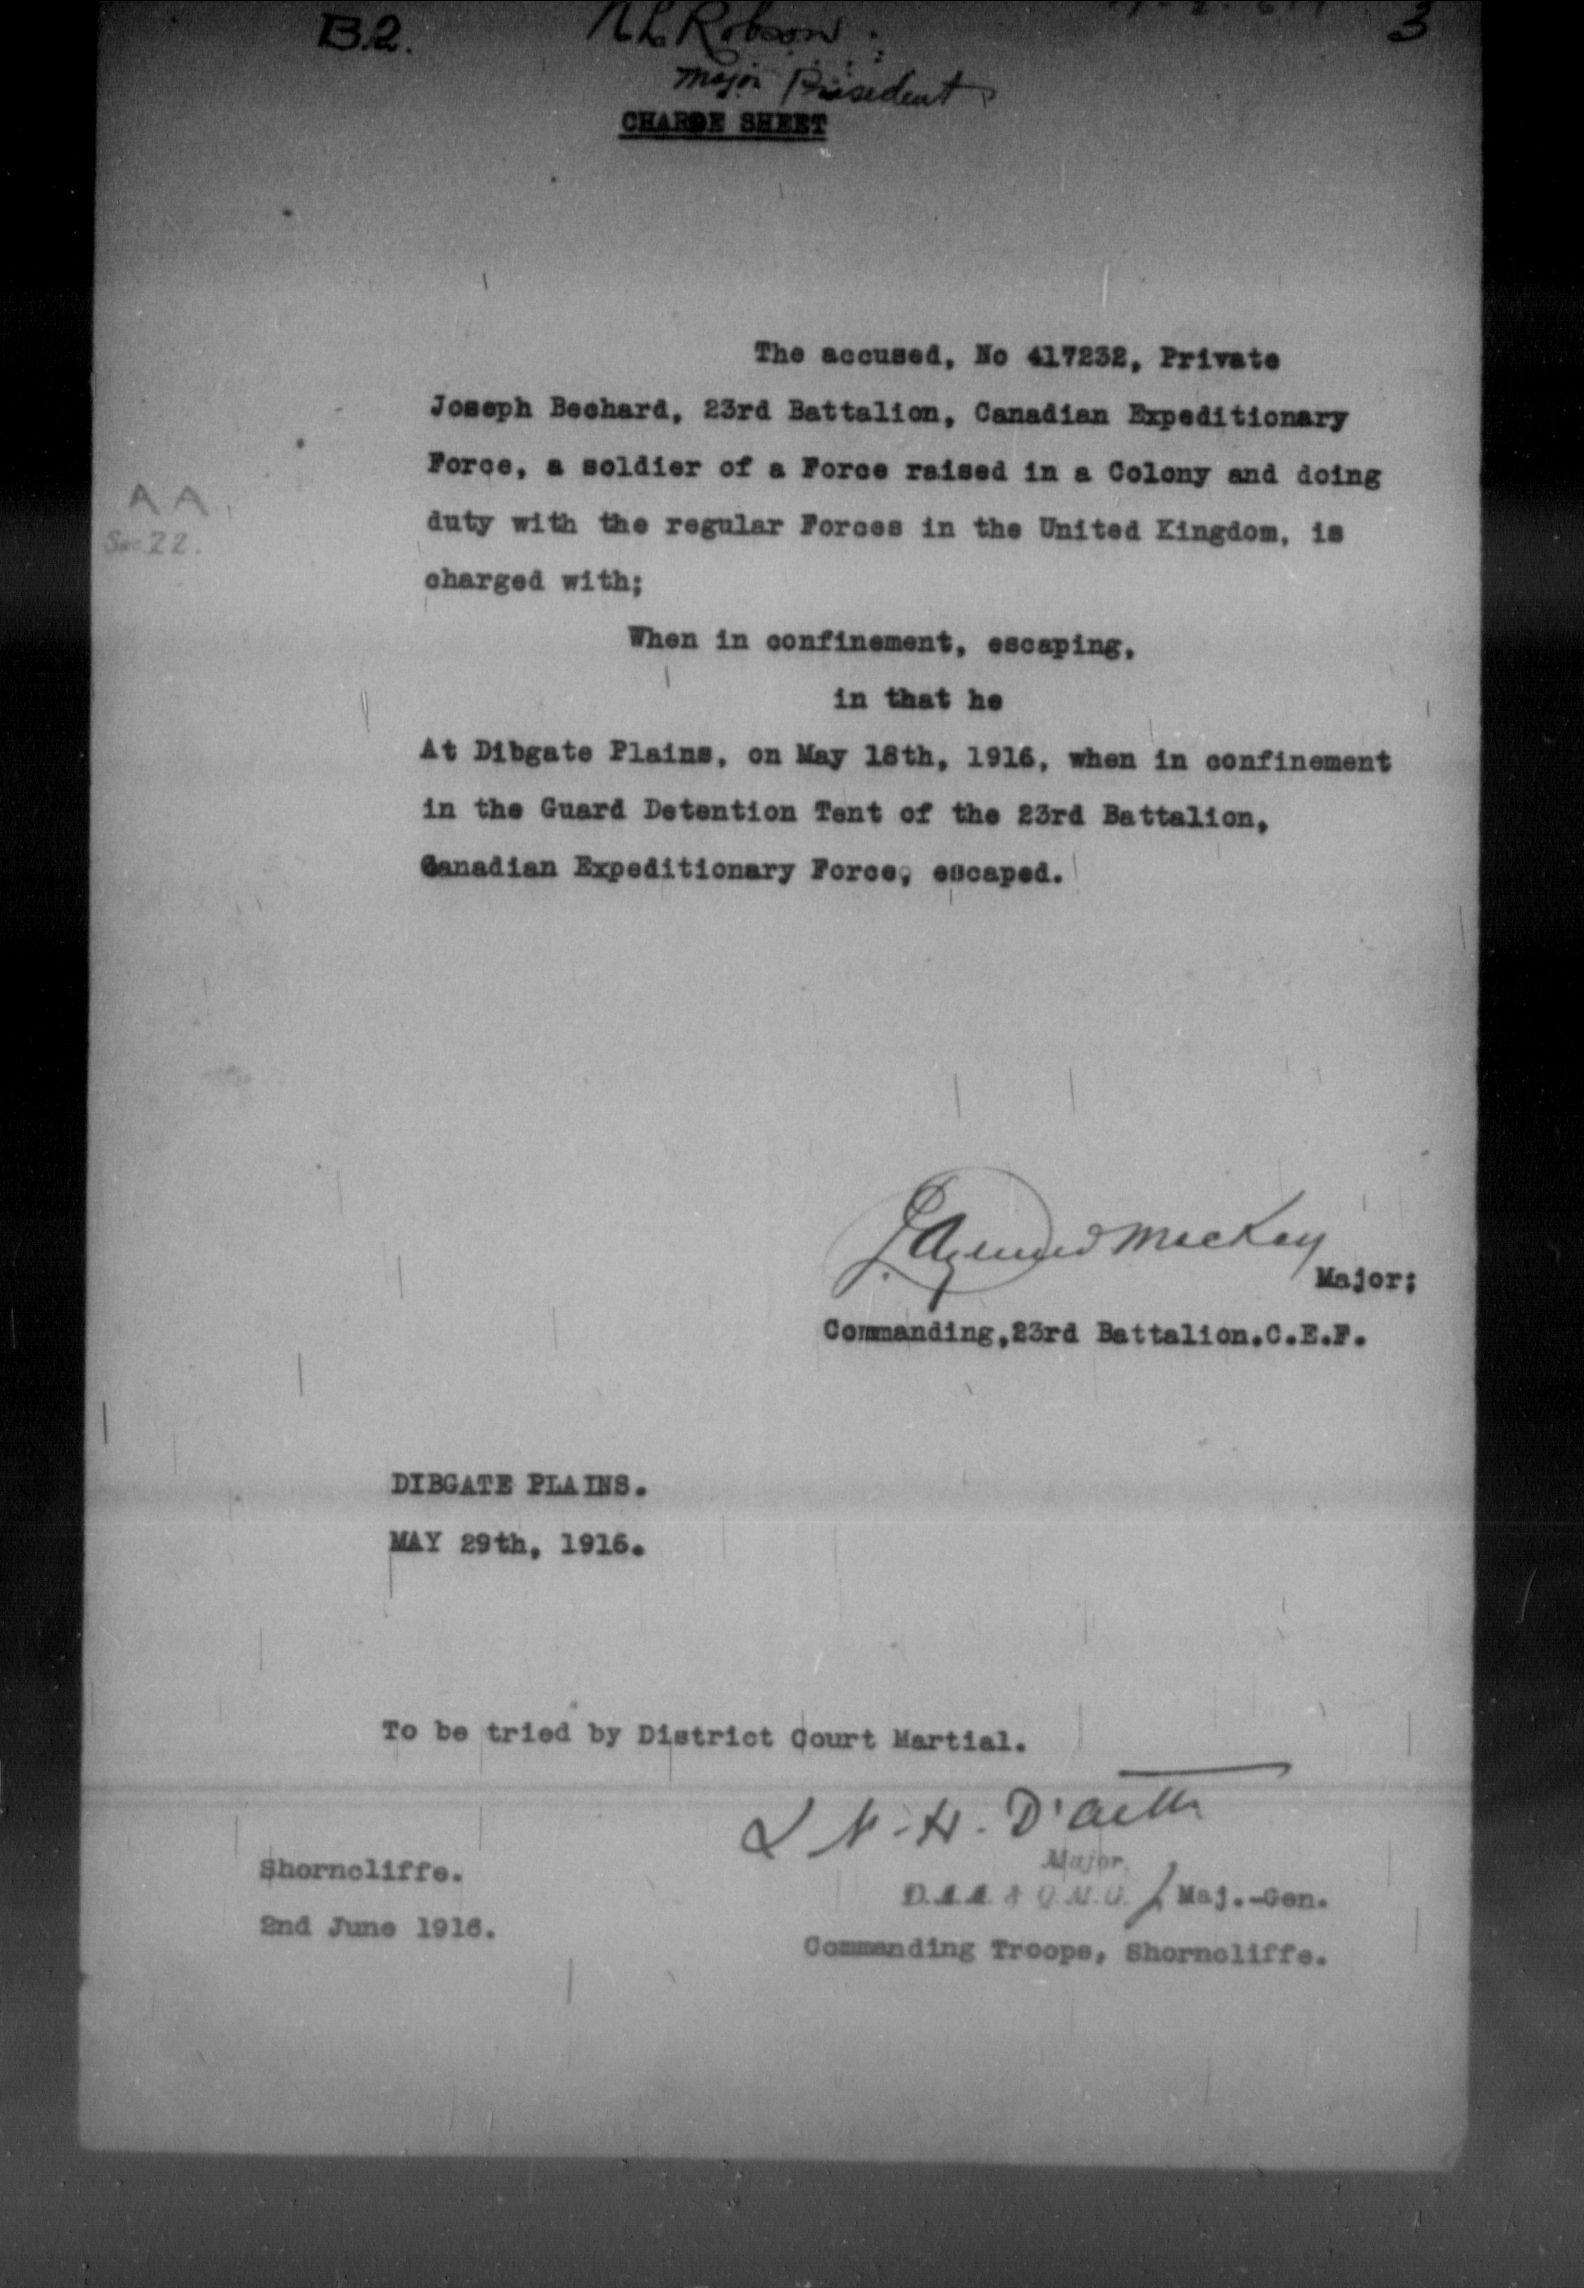 B.2.
Robson
3
Major President
CHARGE SHEET
The accused, No 417232, Private
Joseph Bechard, 23rd Battalion, Canadian Expeditionary
Force, a soldier of a Force raised in a Colony and doing
A A.
duty with the regular Forces in the United Kingdom, is
Sec 22.
charged with;
When in confinement, escaping,
in that he
At Dibgate Plains, on May 18th, 1916, when in confinement
in the Guard Detention Tent of the 23rd Battalion,
Canadian Expeditionary Force, escaped.
MacKay
Major;
Commanding,23rd Battalion.C.E.F.
DIBGATE PLAINS.
MAY 29th, 1916.
To be tried by District Court Martial.
Shorncliffe.
Major,
D.A.A. & Q.M.G. Maj.-Gen.
2nd June 1916.
Commanding Troops, Shorncliffe.